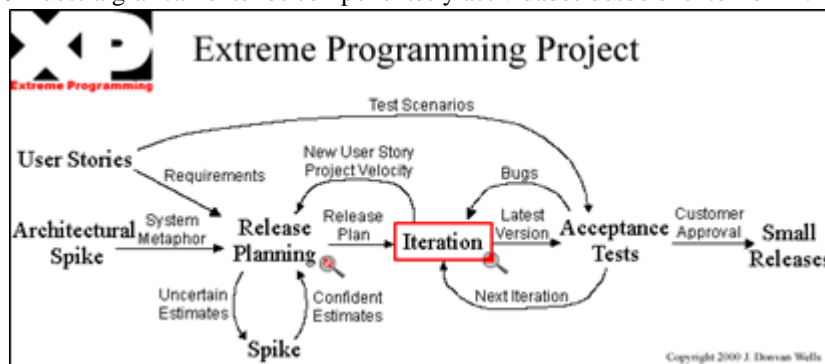 XP
Extreme Programming
Extreme Programming Project
Test Scenarios
User Stories
Requirements
New User Story
Project Velocity
Bugs
Architectural
Spike
System
Metaphor
Release
Planning
Release
Plan
Iteration
Latest
Version
Acceptance
Tests
Customer
Approval
Small
Releases
Uncertain
Estimates
Confident
Estimates
Next Iteration
Spike
Copyright 2000 J. Donvan Wells